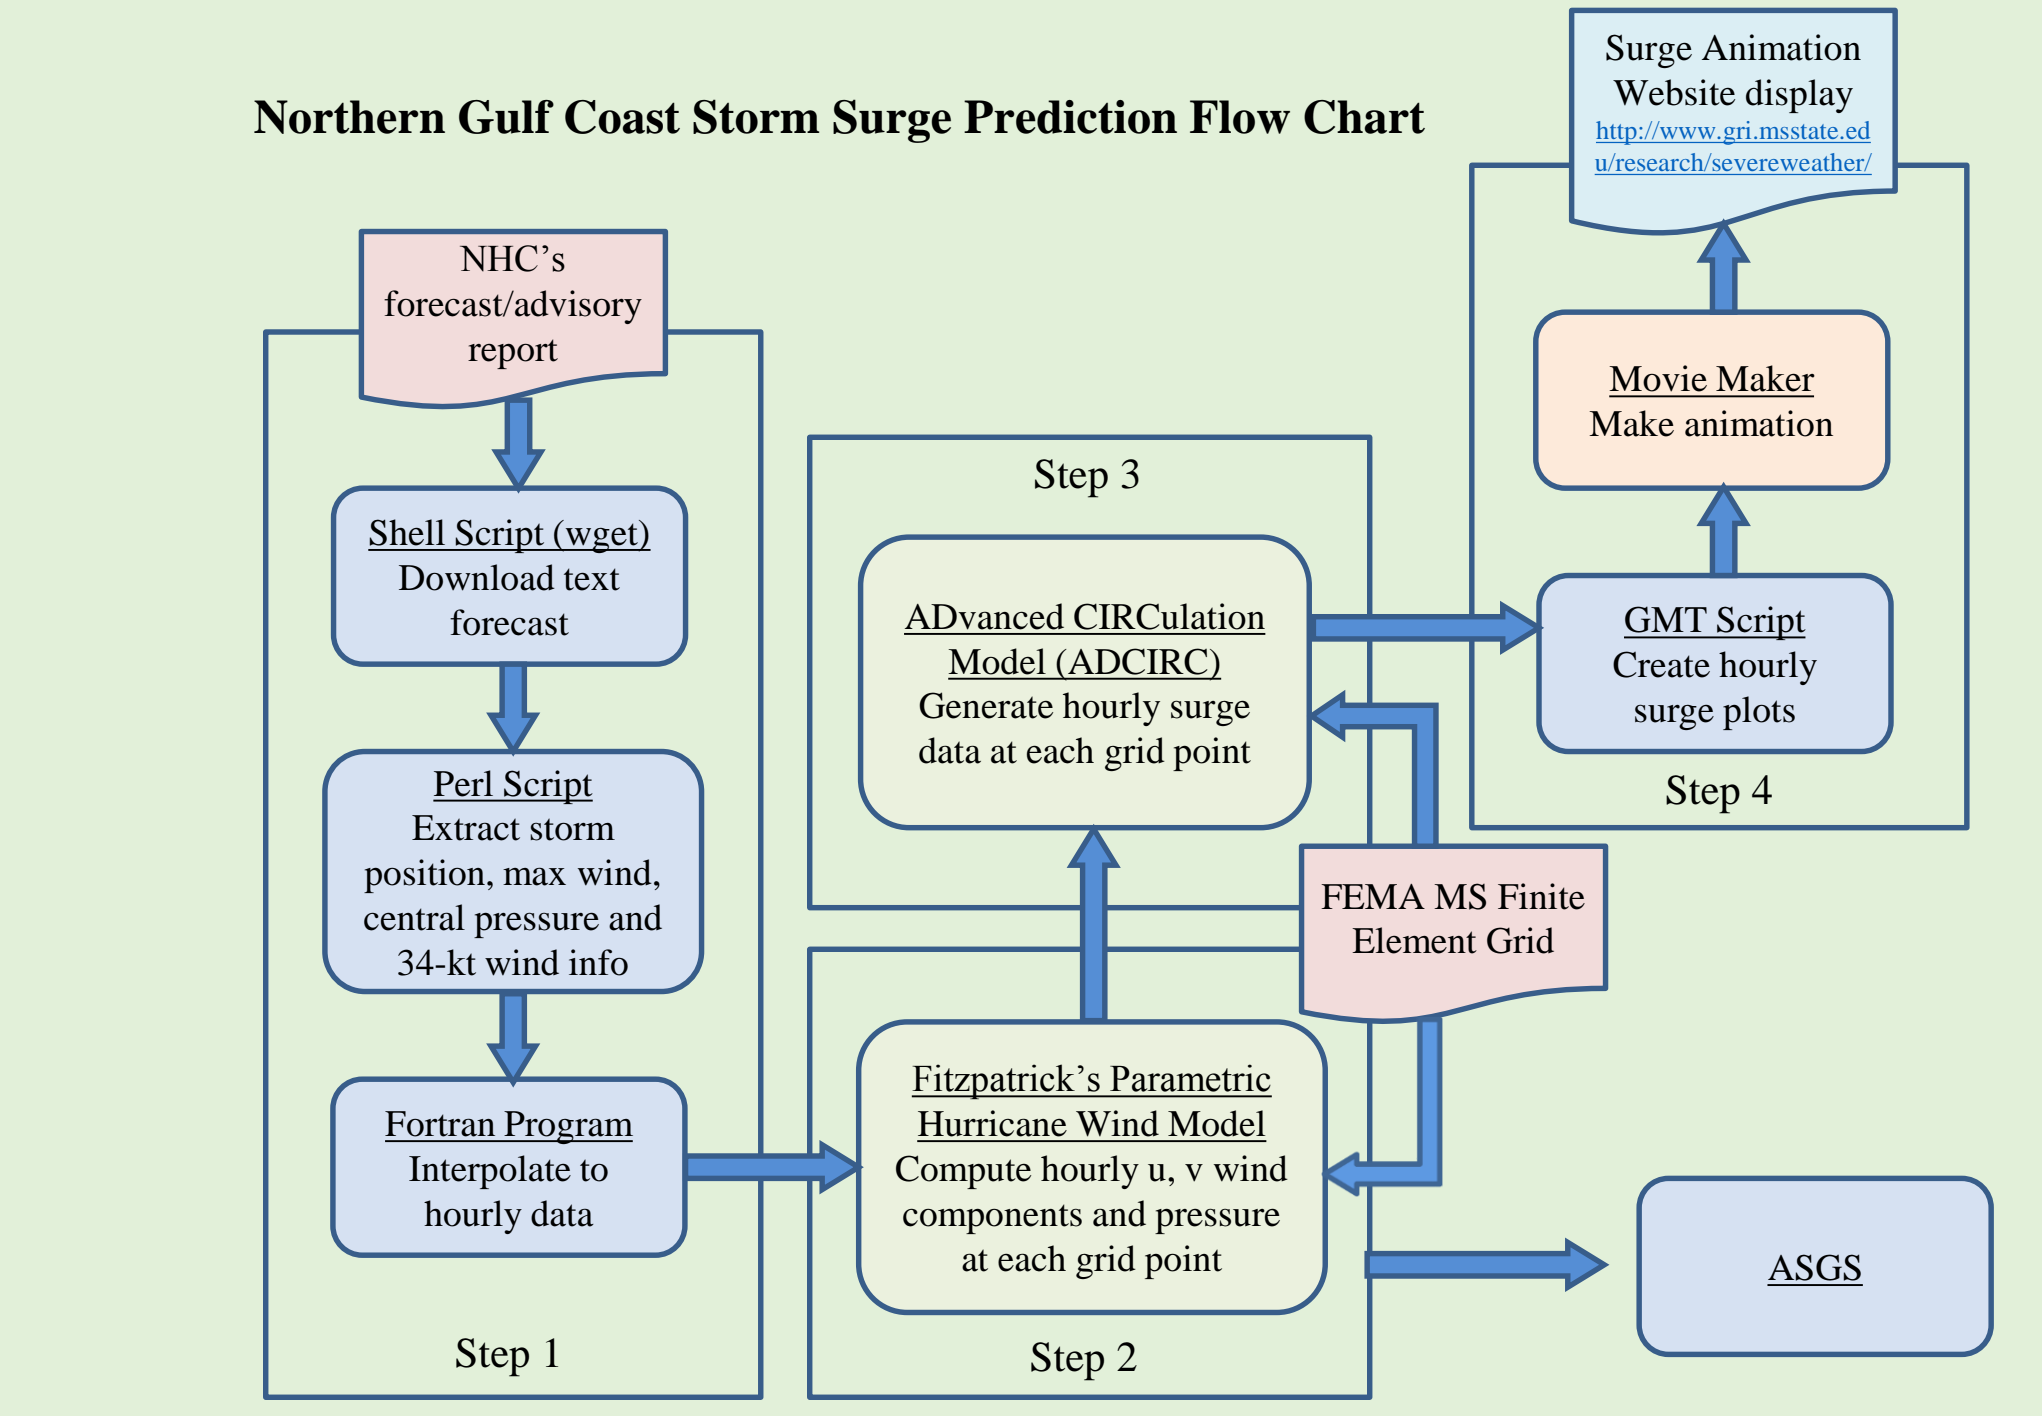 Northern Gulf Coast Storm Surge Prediction Flow Chart
NHC’s
forecast/advisory
report
Shell Script (wget)
Download text
forecast
Perl Script
Extract storm
position, max wind,
central pressure and
34-kt wind info
Fortran Program
Interpolate to
hourly data
Step 1
Fitzpatrick’s Parametric
Hurricane Wind Model
Compute hourly u, v wind
components and pressure
at each grid point
Step 2
Step 3
ADvanced CIRCulation
Model (ADCIRC)
Generate hourly surge
data at each grid point
FEMA MS Finite
Element Grid
Surge Animation
Website display
http://www.gri.msstate.ed
u/research/severeweather/
Movie Maker
Make animation
GMT Script
Create hourly
surge plots
Step 4
ASGS